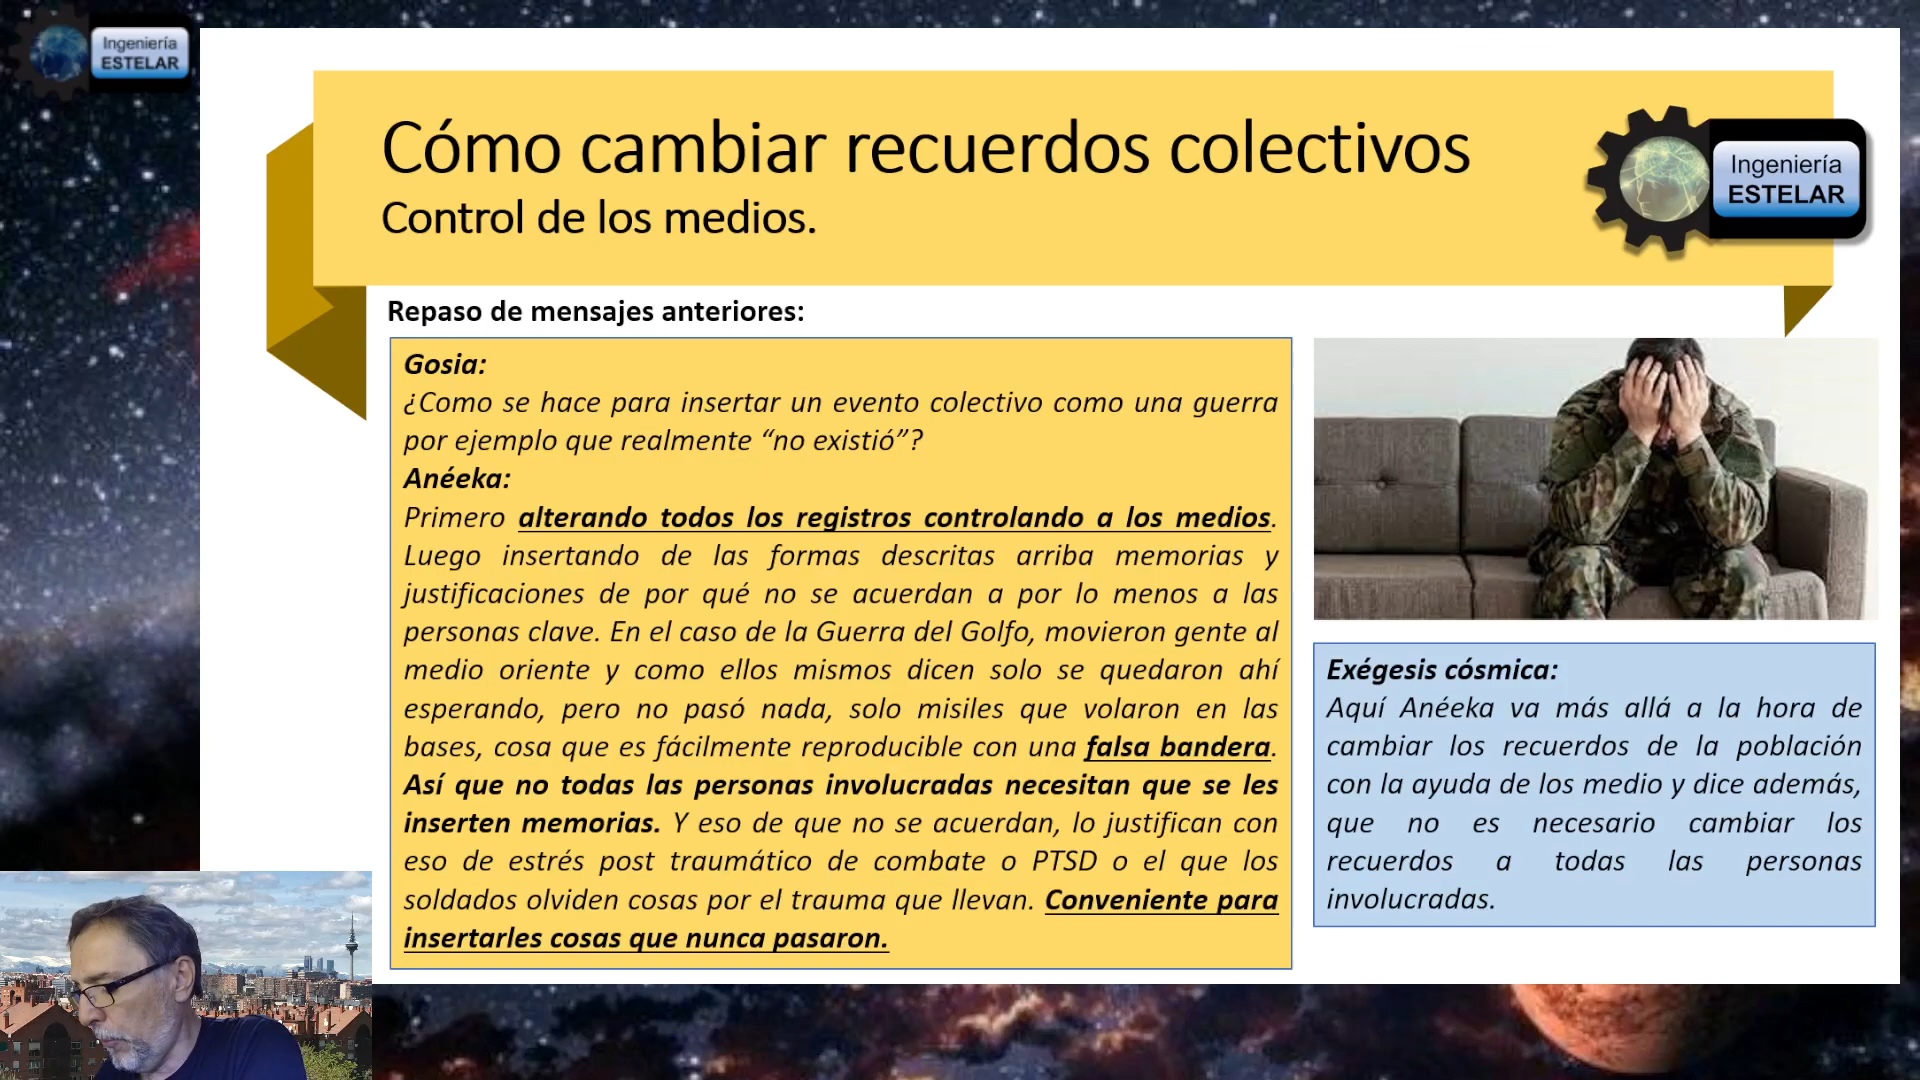 Ingeniería
ESTELAR
Cómo cambiar recuerdos colectivos
Control de los medios.
Ingeniería
ESTELAR
Repaso de mensajes anteriores:
Gosia:
¿Como se hace para insertar un evento colectivo como una guerra
por ejemplo que realmente “no existió”?
Anéeka:
Primero alterando todos los registros controlando a los medios.
Luego insertando de las formas descritas arriba memorias y
justificaciones de por qué no se acuerdan a por lo menos a las
personas clave. En el caso de la Guerra del Golfo, movieron gente al
medio oriente y como ellos mismos dicen solo se quedaron ahí
esperando, pero no pasó nada, solo misiles que volaron en las
bases, cosa que es fácilmente reproducible con una falsa bandera.
Así que no todas las personas involucradas necesitan que se les
inserten memorias. Y eso de que no se acuerdan, lo justifican con
eso de estrés post traumático de combate o PTSD o el que los
soldados olviden cosas por el trauma que llevan. Conveniente para
insertarles cosas que nunca pasaron.
Exégesis cósmica:
Aquí Anéeka va más allá a la hora de
cambiar los recuerdos de la población
con la ayuda de los medio y dice además,
que no es necesario cambiar los
recuerdos a todas las personas
involucradas.